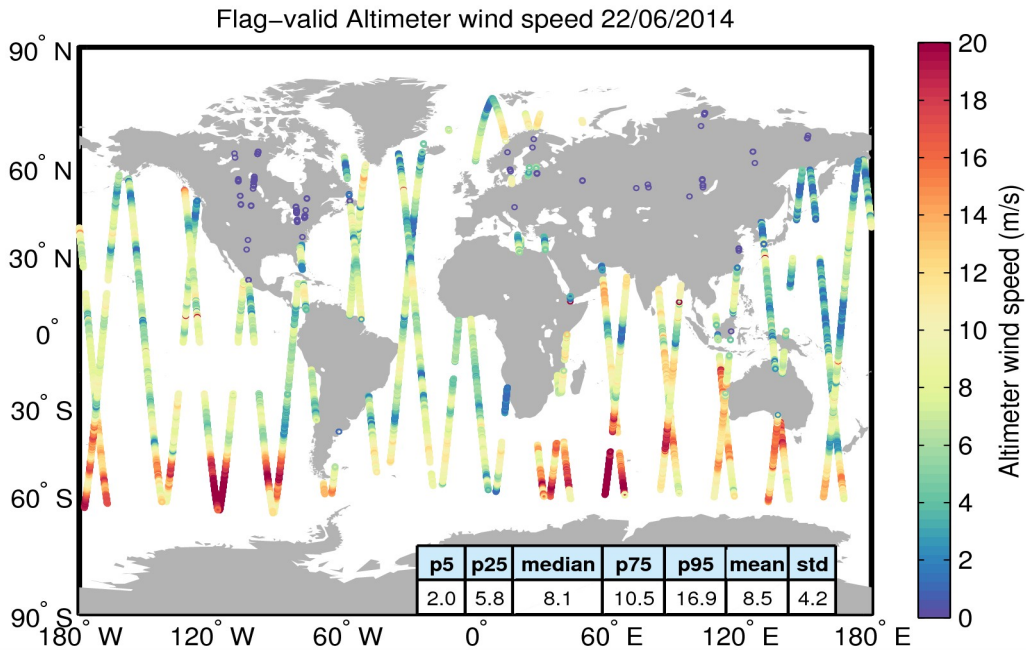 Flag−valid Altimeter wind speed 22/06/2014
90° N
60° N
30° N
0°
30° S
60° S
90° S
180° W
120° W
60° W
0°
60° E
120° E
180° E
p5 p25 median p75 p95 mean std
2.0 5.8 8.1 10.5 16.9 8.5 4.2
20
18
16
14
12
10
8
6
4
2
0
Altimeter wind speed (m/s)